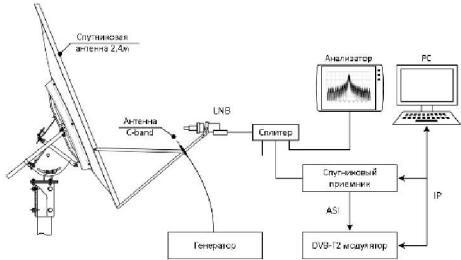 Спутниковая
антенна 2,4м
Антенна
C-band
LNB
Сплитер
Анализатор
PC
Спутниковый
приемник
ASI
IP
Генератор
DVB-T2 модулятор